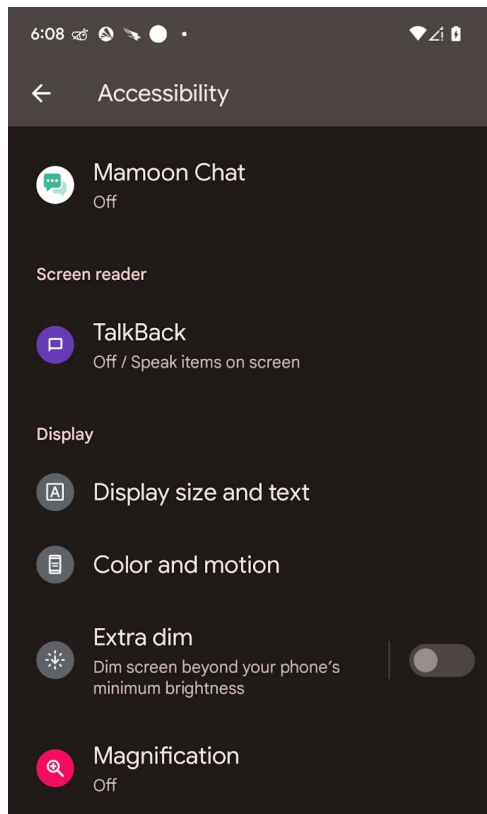 6:08
Accessibility
Mamoon Chat
Off
Screen reader
TalkBack
Off / Speak items on screen
Display
Display size and text
Color and motion
Extra dim
Dim screen beyond your phone’s
minimum brightness
Magnification
Off